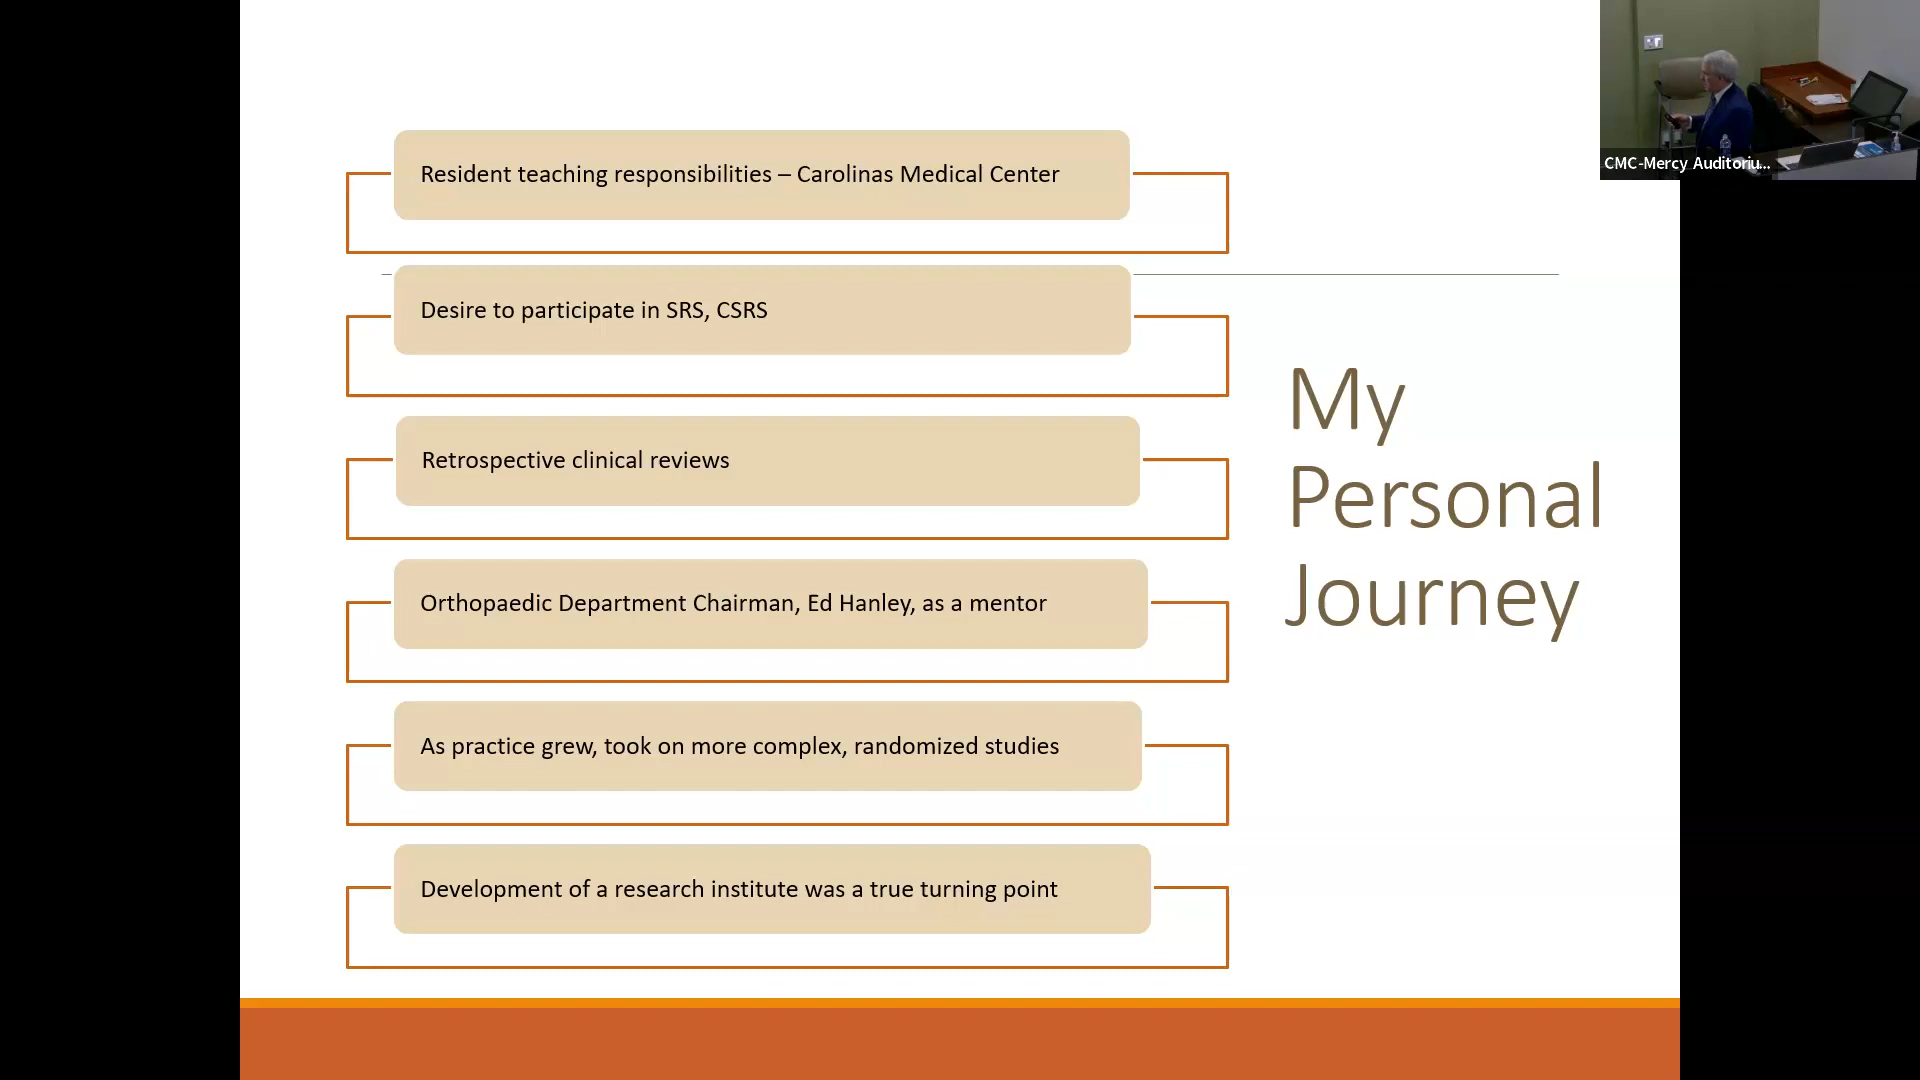 Resident teaching responsibilities – Carolinas Medical Center
Desire to participate in SRS, CSRS
Retrospective clinical reviews
Orthopaedic Department Chairman, Ed Hanley, as a mentor
As practice grew, took on more complex, randomized studies
Development of a research institute was a true turning point
My
Personal
Journey
CMC-Mercy Auditoriu...